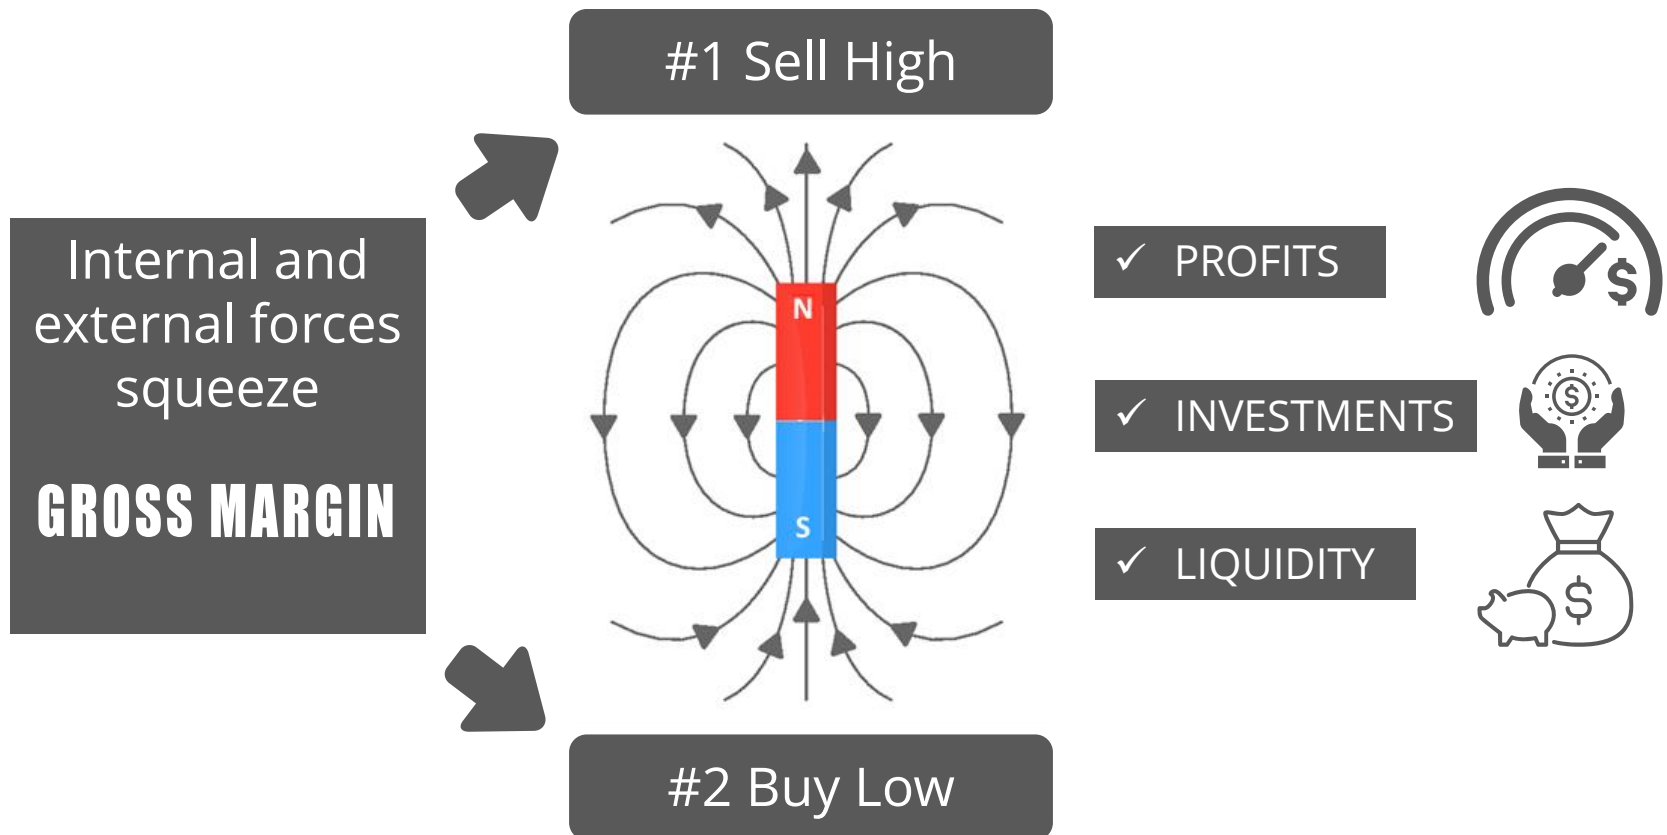 #1 Sell High
Internal and
external forces
squeeze
GROSS MARGIN
N
S
✓ PROFITS
$
✓ INVESTMENTS
$
✓ LIQUIDITY
$
#2 Buy Low